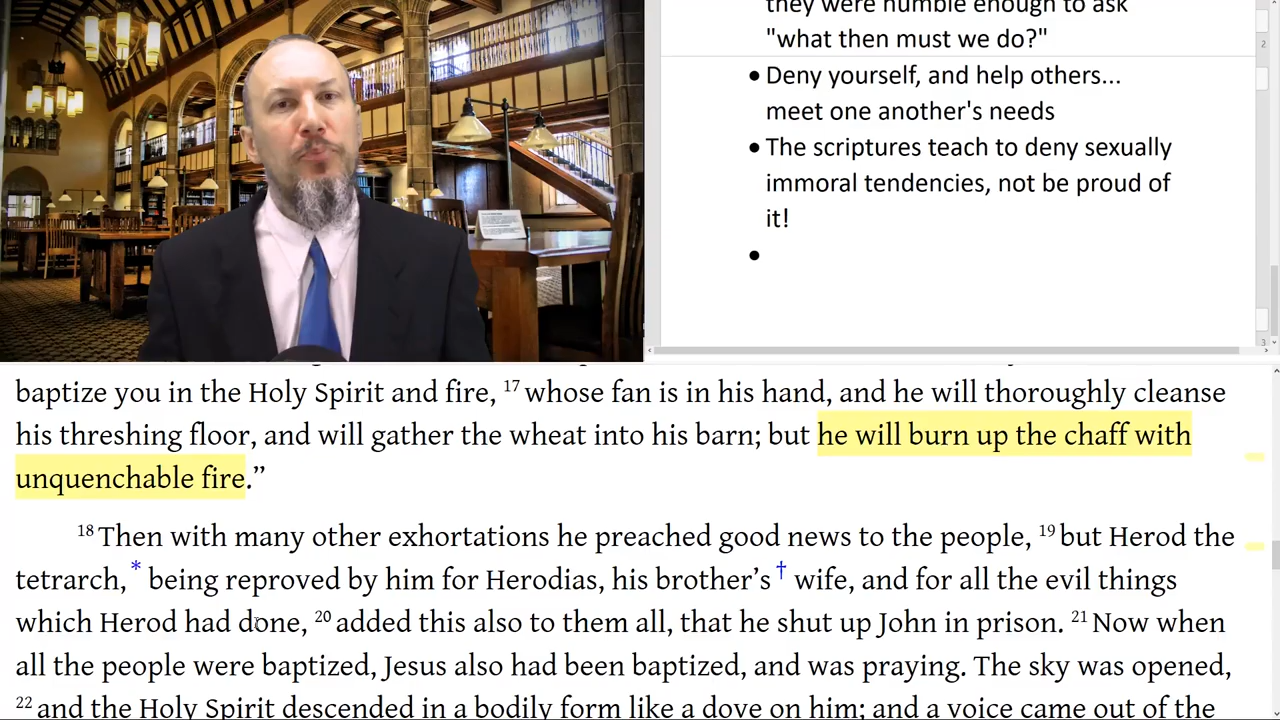 they were humble enough to ask
"what then must we do?"
• Deny yourself, and help others...
meet one another's needs
• The scriptures teach to deny sexually
immoral tendencies, not be proud of
it!
•
2
3
baptize you in the Holy Spirit and fire, 17 whose fan is in his hand, and he will thoroughly cleanse
his threshing floor, and will gather the wheat into his barn; but he will burn up the chaff with
unquenchable fire.”
18 Then with many other exhortations he preached good news to the people, 19 but Herod the
tetrarch,* being reproved by him for Herodias, his brother’s † wife, and for all the evil things
which Herod had done, 20 added this also to them all, that he shut up John in prison. 21 Now when
all the people were baptized, Jesus also had been baptized, and was praying. The sky was opened,
22 and the Holy Spirit descended in a bodily form like a dove on him; and a voice came out of the